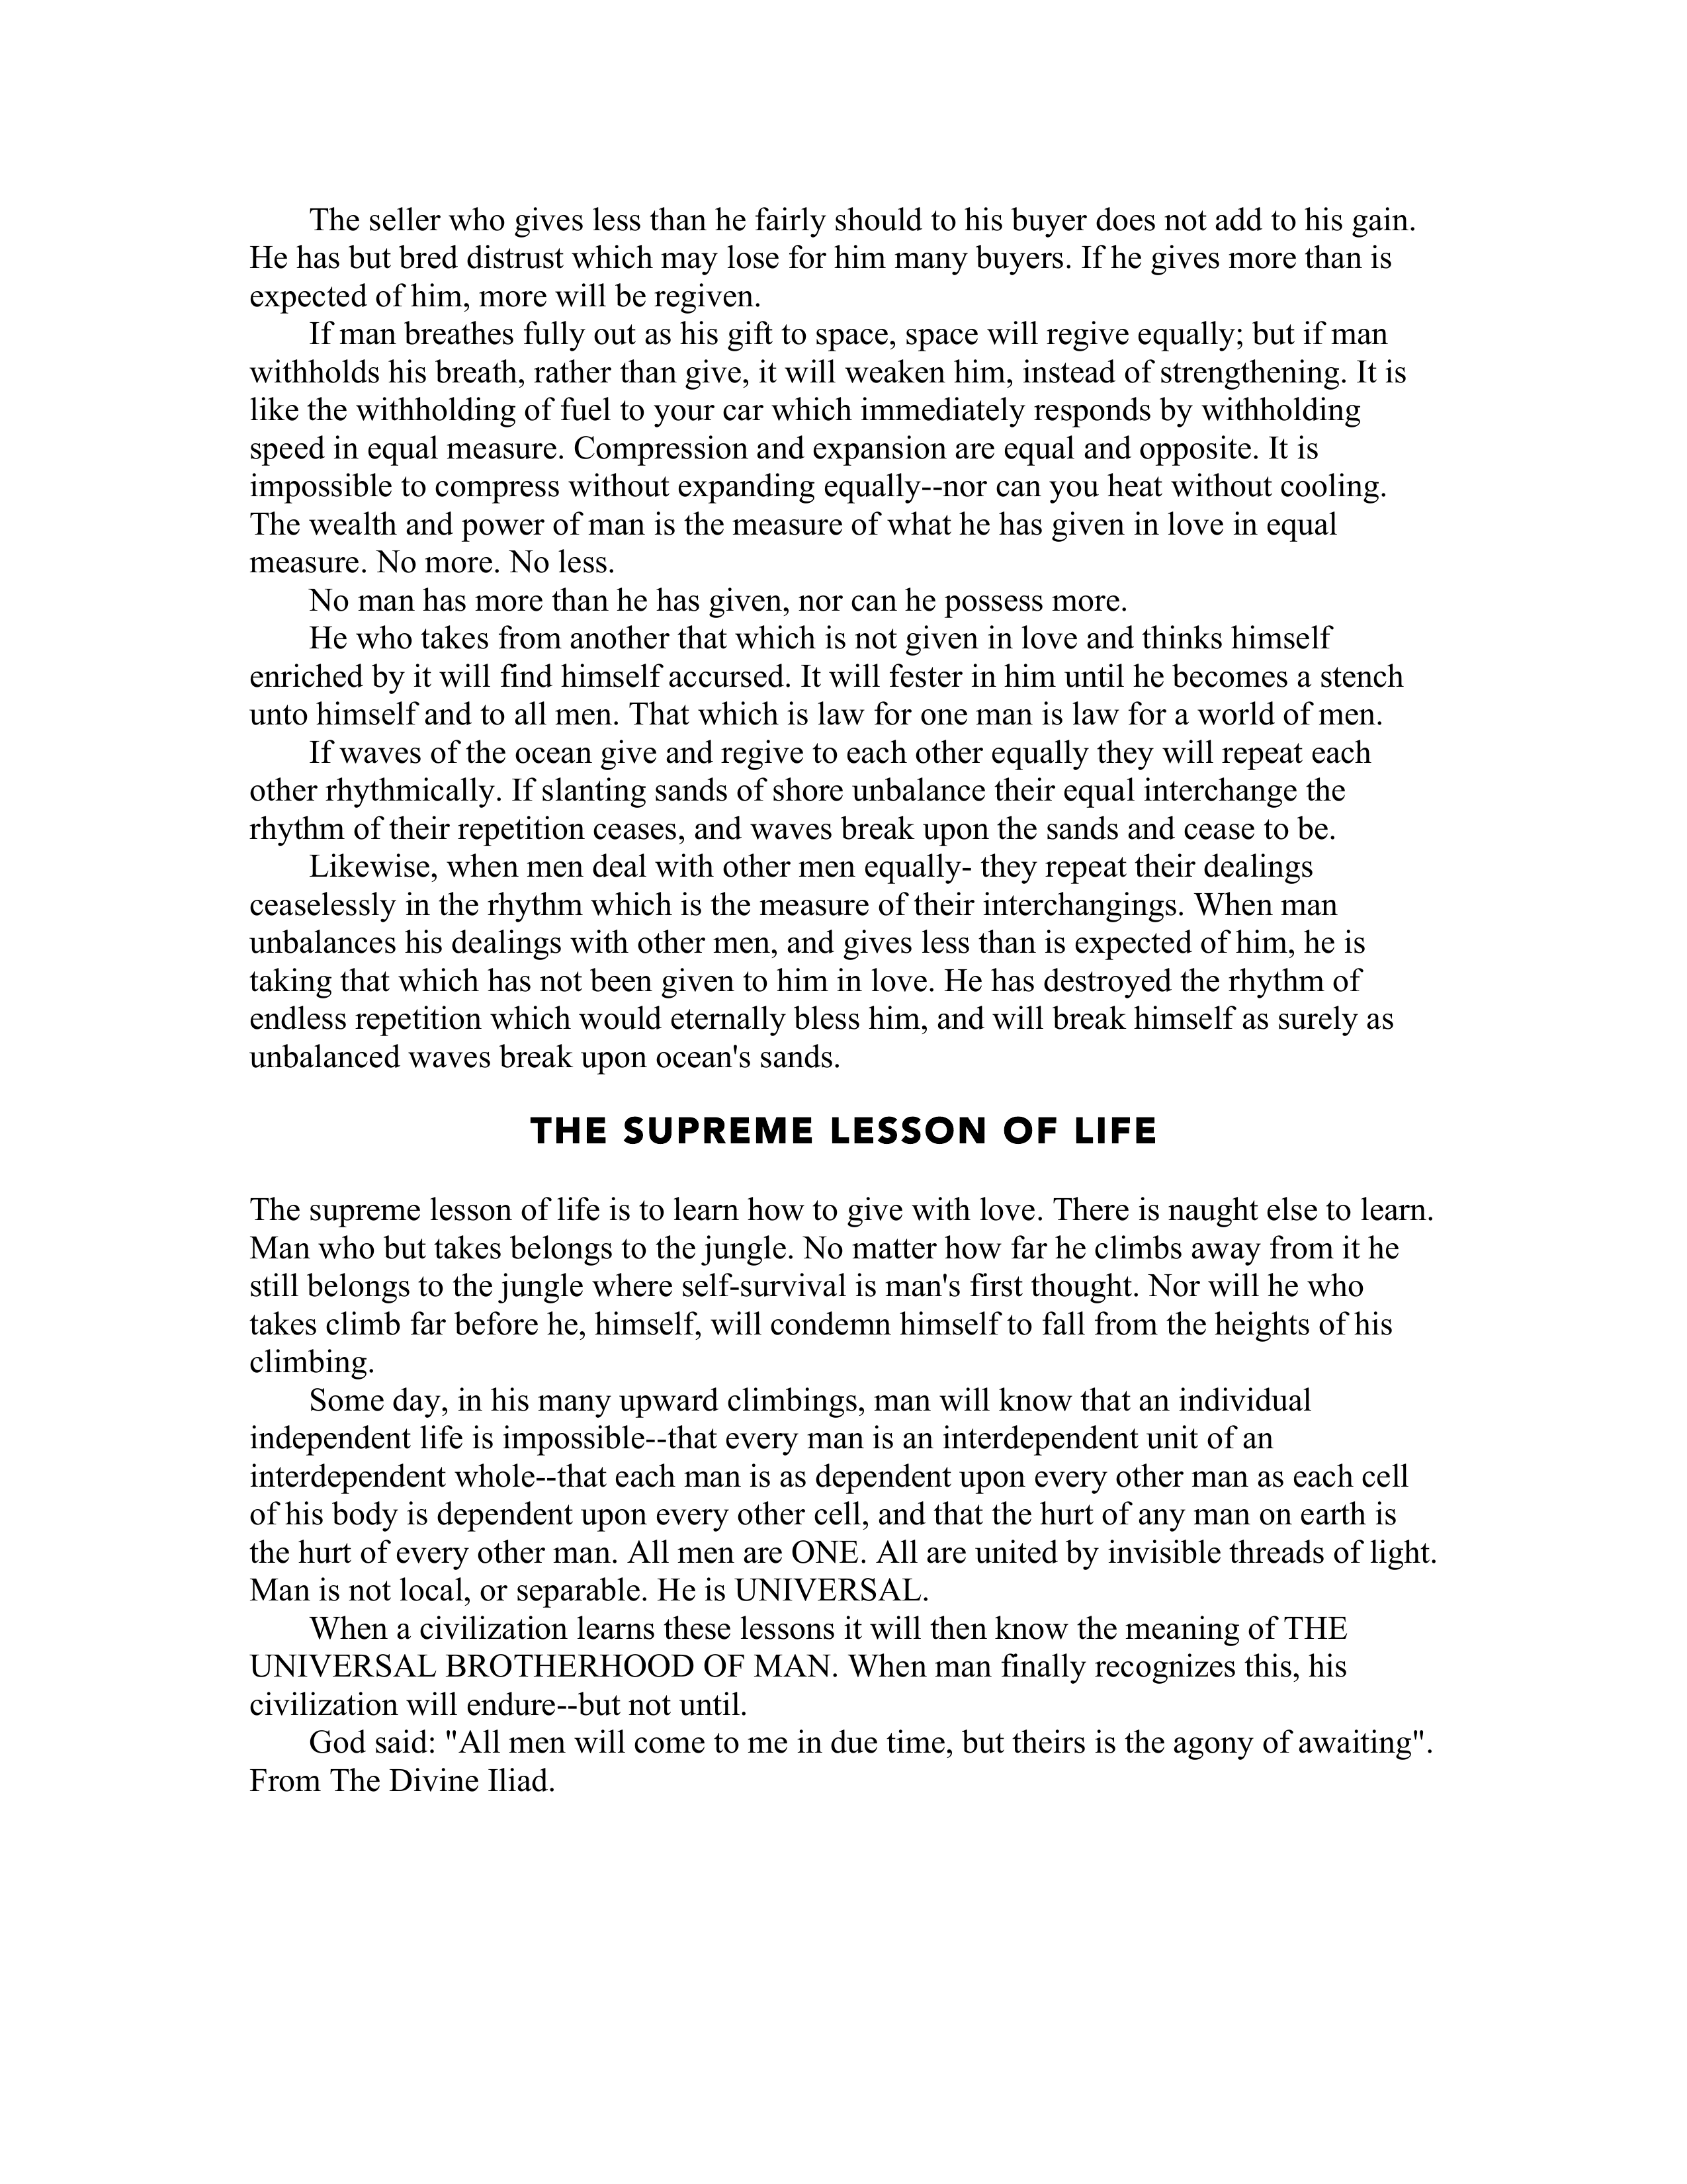 The seller who gives less than he fairly should to his buyer does not add to his gain.
He has but bred distrust which may lose for him many buyers. If he gives more than is
expected of him, more will be regiven.
If man breathes fully out as his gift to space, space will regive equally; but if man
withholds his breath, rather than give, it will weaken him, instead of strengthening. It is
like the withholding of fuel to your car which immediately responds by withholding
speed in equal measure. Compression and expansion are equal and opposite. It is
impossible to compress without expanding equally--nor can you heat without cooling.
The wealth and power of man is the measure of what he has given in love in equal
measure. No more. No less.
No man has more than he has given, nor can he possess more.
He who takes from another that which is not given in love and thinks himself
enriched by it will find himself accursed. It will fester in him until he becomes a stench
unto himself and to all men. That which is law for one man is law for a world of men.
If waves of the ocean give and regive to each other equally they will repeat each
other rhythmically. If slanting sands of shore unbalance their equal interchange the
rhythm of their repetition ceases, and waves break upon the sands and cease to be.
Likewise, when men deal with other men equally- they repeat their dealings
ceaselessly in the rhythm which is the measure of their interchangings. When man
unbalances his dealings with other men, and gives less than is expected of him, he is
taking that which has not been given to him in love. He has destroyed the rhythm of
endless repetition which would eternally bless him, and will break himself as surely as
unbalanced waves break upon ocean's sands.
THE SUPREME LESSON OF LIFE
The supreme lesson of life is to learn how to give with love. There is naught else to learn.
Man who but takes belongs to the jungle. No matter how far he climbs away from it he
still belongs to the jungle where self-survival is man's first thought. Nor will he who
takes climb far before he, himself, will condemn himself to fall from the heights of his
climbing.
Some day, in his many upward climbings, man will know that an individual
independent life is impossible--that every man is an interdependent unit of an
interdependent whole--that each man is as dependent upon every other man as each cell
of his body is dependent upon every other cell, and that the hurt of any man on earth is
the hurt of every other man. All men are ONE. All are united by invisible threads of light.
Man is not local, or separable. He is UNIVERSAL.
When a civilization learns these lessons it will then know the meaning of THE
UNIVERSAL BROTHERHOOD OF MAN. When man finally recognizes this, his
civilization will endure--but not until.
God said: "All men will come to me in due time, but theirs is the agony of awaiting".
From The Divine Iliad.